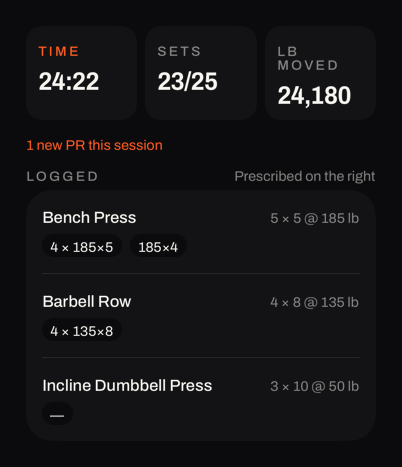 TIME
24:22
SETS
23/25
LB
MOVED
24,180
1 new PR this session
LOGGED
Prescribed on the right
Bench Press
5 × 5 @ 185 lb
4 × 185×5
185×4
Barbell Row
4 × 8 @ 135 lb
4 × 135×8
Incline Dumbbell Press
3 × 10 @ 50 lb
—